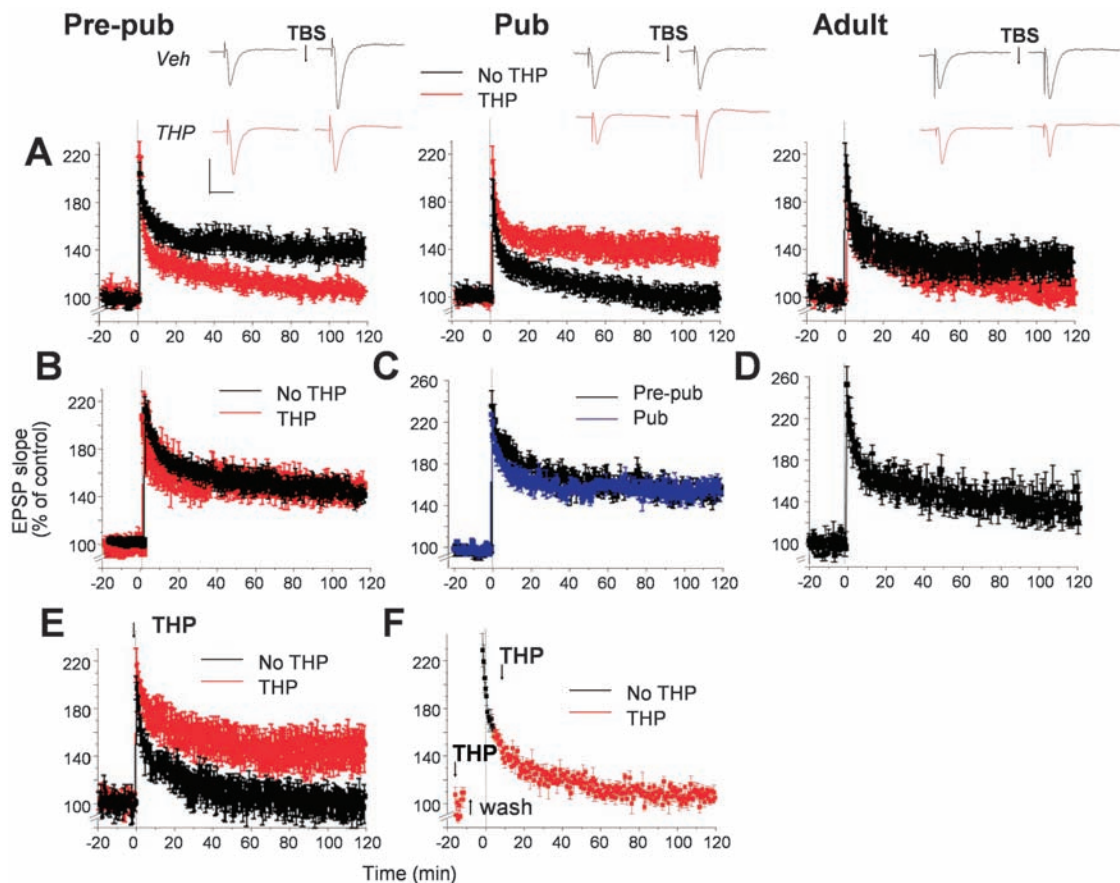 Pre-pub Pub Adult
TBS TBS TBS
Veh
No THP
THP
THP
A
220
180
140
100
-20 0 20 40 60 80 100 120
220
180
140
100
-20 0 20 40 60 80 100 120
220
180
140
100
-20 0 20 40 60 80 100 120
B
No THP
THP
220
180
140
100
-20 0 20 40 60 80 100 120
C
Pre-pub
Pub
260
220
180
140
100
-20 0 20 40 60 80 100 120
D
260
220
180
140
100
-20 0 20 40 60 80 100 120
EPSP slope
(% of control)
E
THP
No THP
THP
220
180
140
100
-20 0 20 40 60 80 100 120
F
THP
No THP
THP
THP
wash
220
180
140
100
-20 0 20 40 60 80 100 120
Time (min)